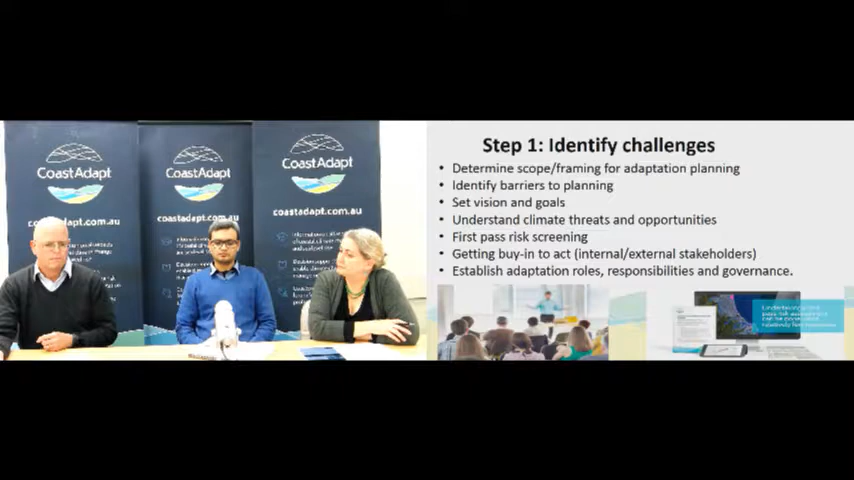 CoastAdapt
coastadapt.com.au
CoastAdapt
coastadapt.com.au
CoastAdapt
coastadapt.com.au
Step 1: Identify challenges
• Determine scope/framing for adaptation planning
• Identify barriers to planning
• Set vision and goals
• Understand climate threats and opportunities
• First pass risk screening
• Getting buy-in to act (internal/external stakeholders)
• Establish adaptation roles, responsibilities and governance.